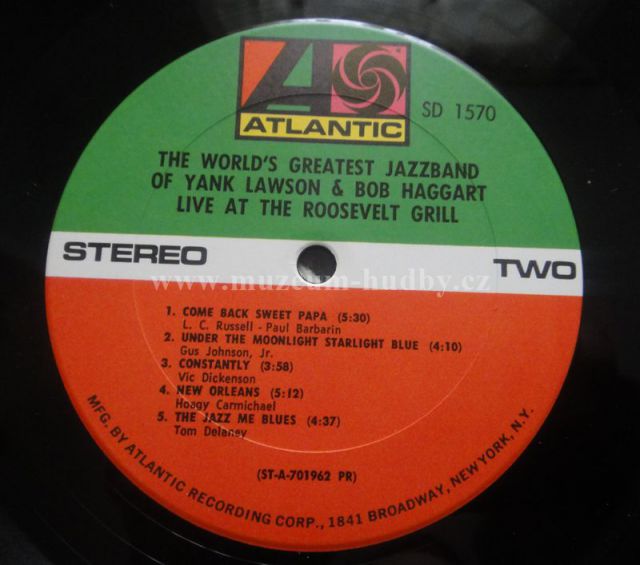 ATLANTIC
SD 1570
THE WORLD'S GREATEST JAZZBAND
OF YANK LAWSON & BOB HAGGART
LIVE AT THE ROOSEVELT GRILL
STEREO
TWO
www.muzeum-hudby.cz
1. COME BACK SWEET PAPA (5:30)
L. C. Russell - Paul Barbarin
2. UNDER THE MOONLIGHT STARLIGHT BLUE (4:10)
Gus Johnson, Jr.
3. CONSTANTLY (3:58)
Vic Dickenson
4. NEW ORLEANS (5:12)
Hoagy Carmichael
5. THE JAZZ ME BLUES (4:37)
Tom Delaney
(ST-A-701962 PR)
MFG. BY ATLANTIC RECORDING CORP., 1841 BROADWAY, NEW YORK, N.Y.